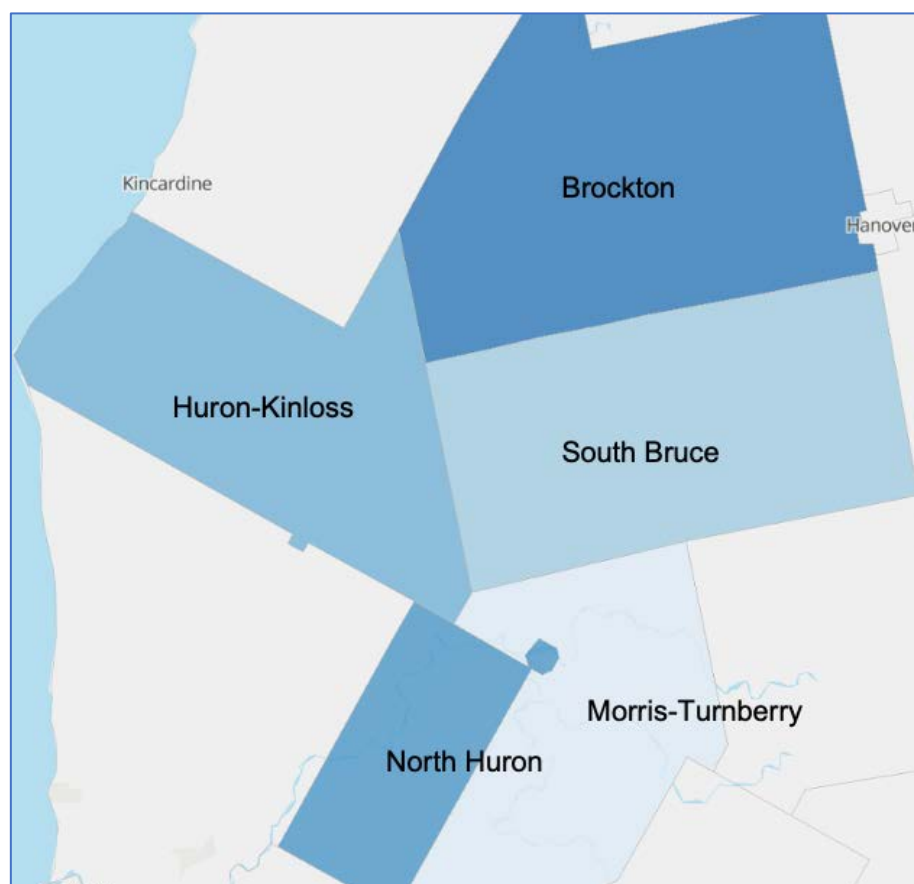 Kincardine
Brockton
Hanover
Huron-Kinloss
South Bruce
Morris-Turnberry
North Huron